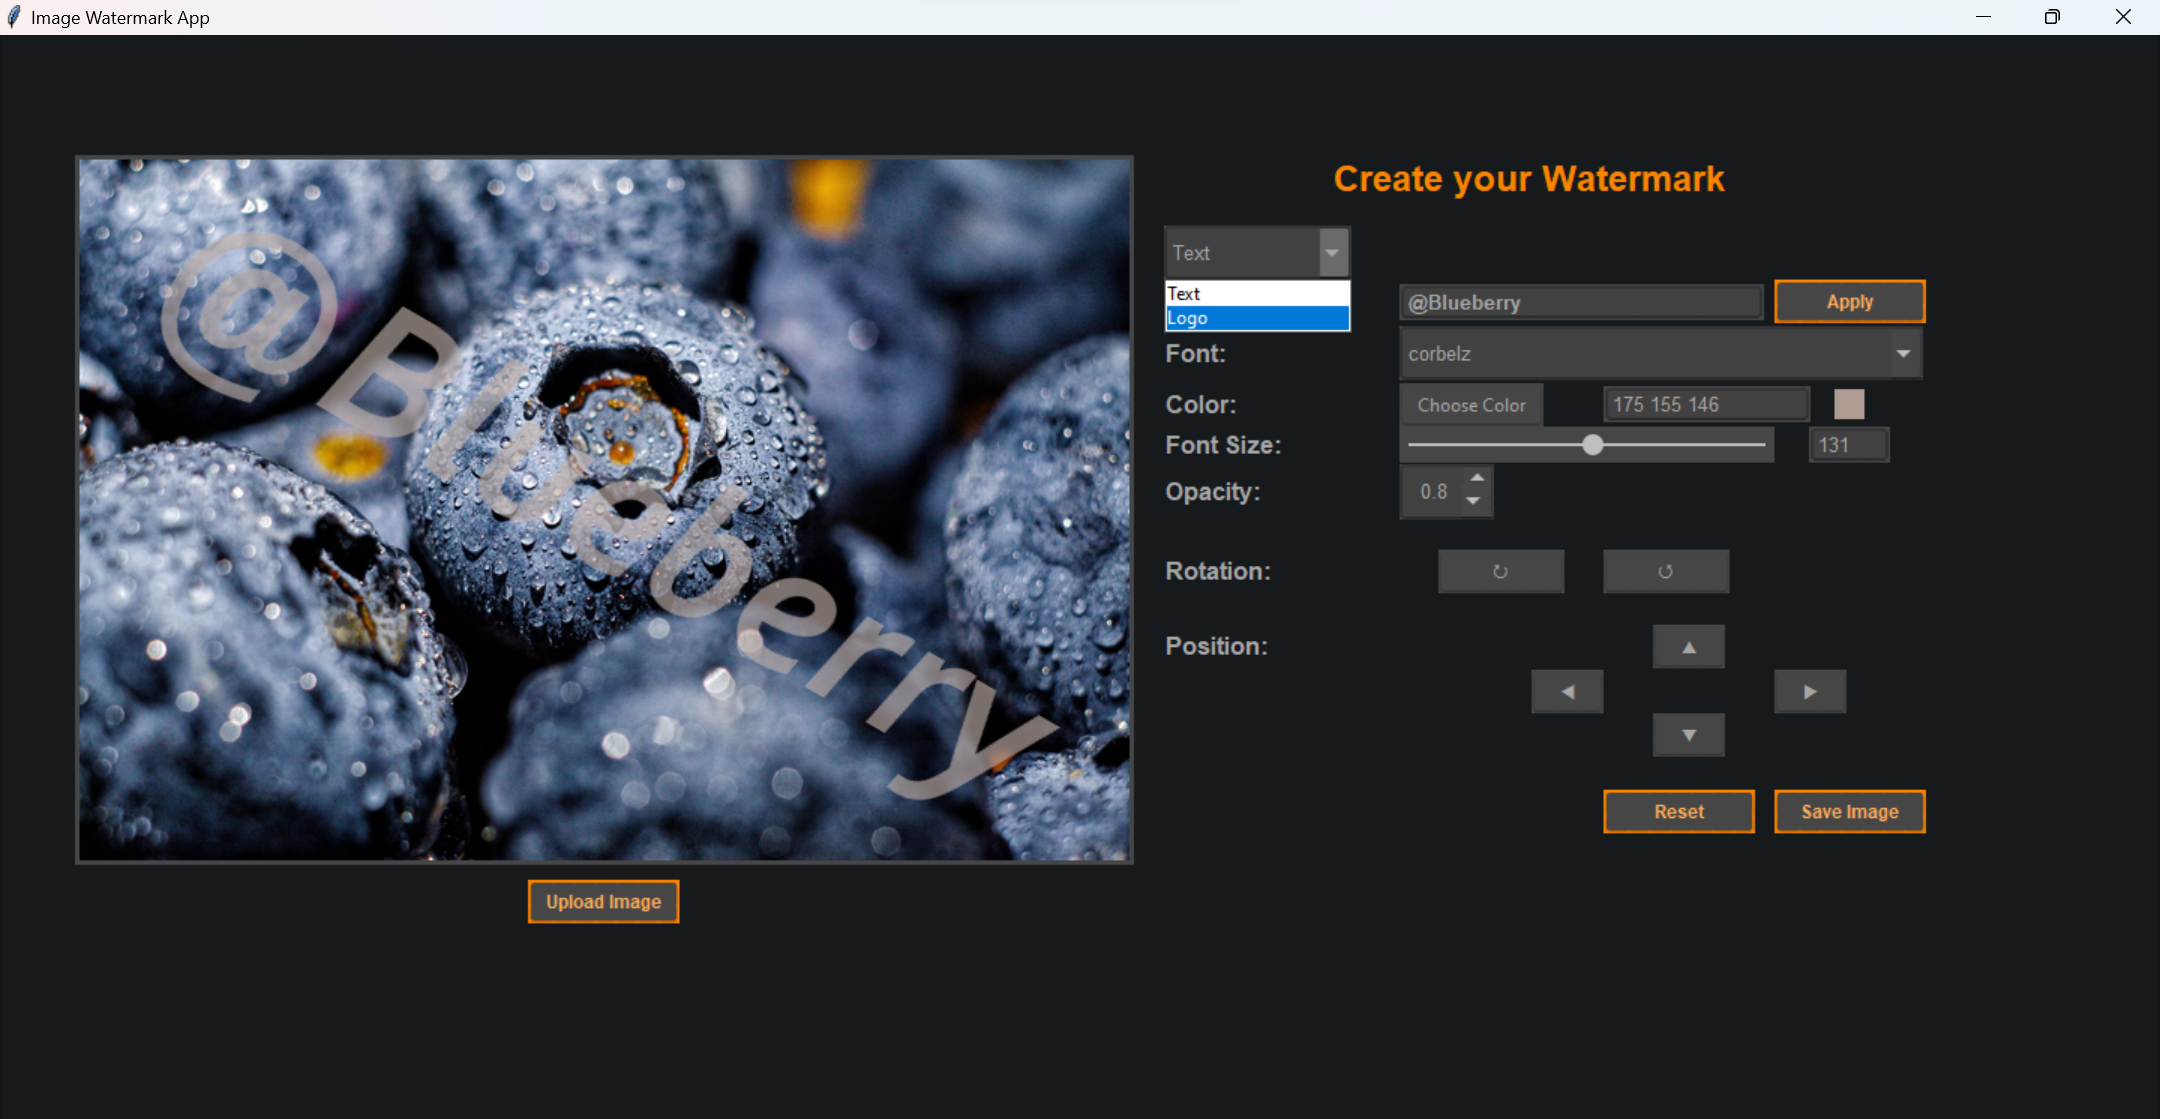 Image Watermark App
@Blueberry
Upload Image
Create your Watermark
Text
Text
Logo
@Blueberry
Apply
Font:
corbelz
Color:
Choose Color
175 155 146
Font Size:
131
Opacity:
0.8
Rotation:
↻
↺
Position:
▲
◀
▶
▼
Reset
Save Image